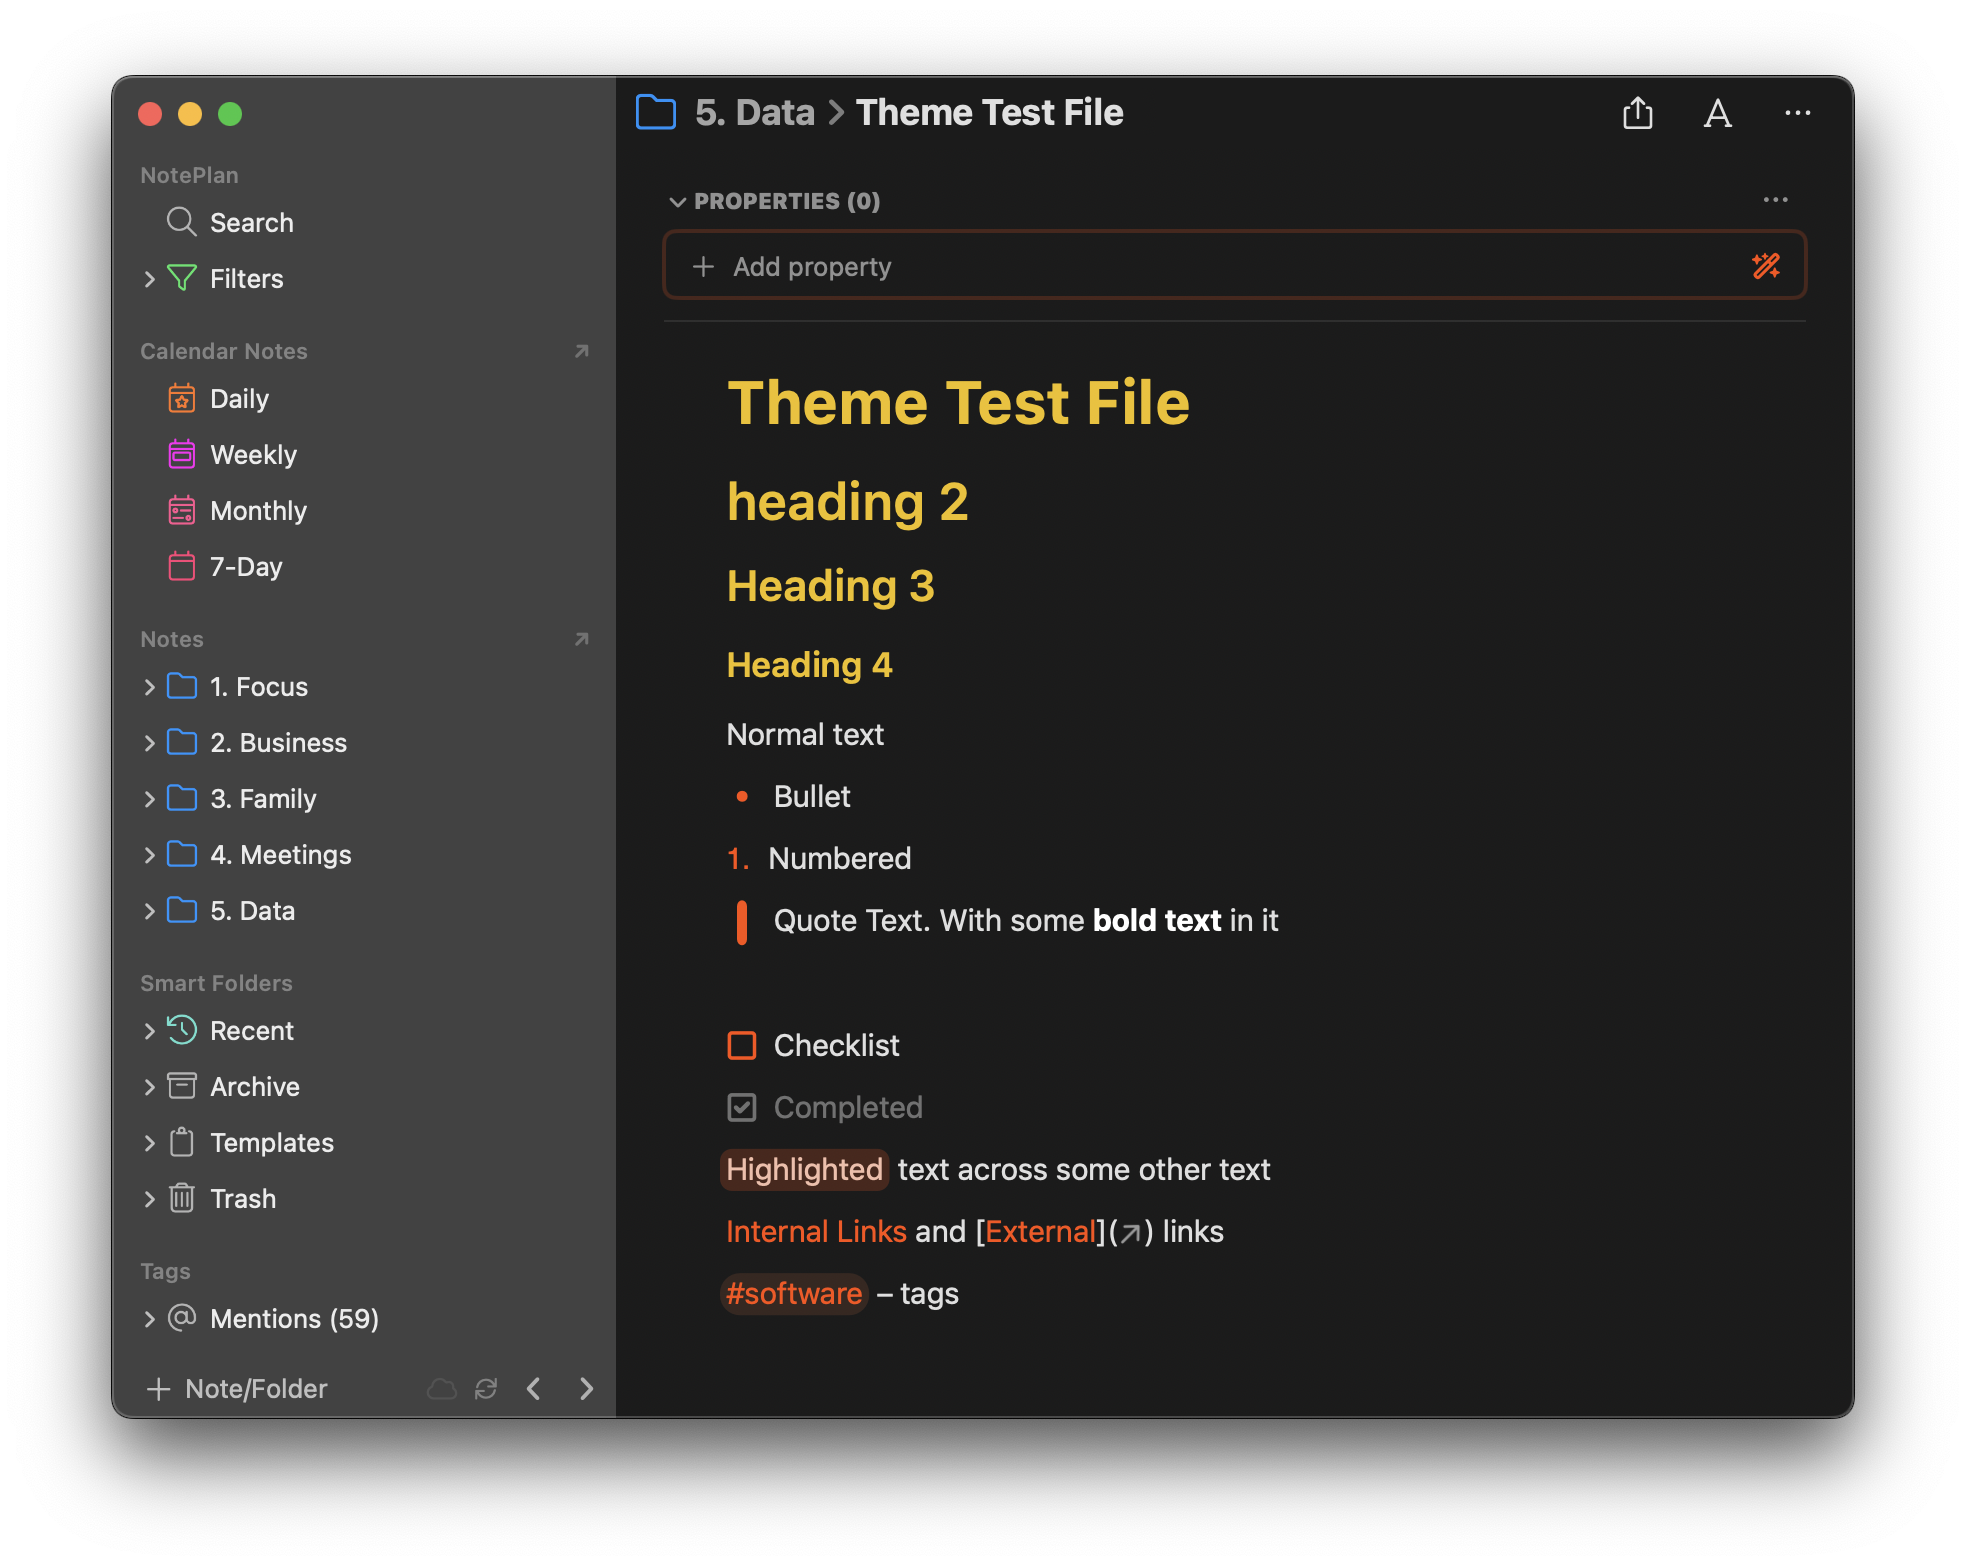 NotePlan
Search
Filters
Calendar Notes
Daily
Weekly
Monthly
7-Day
Notes
1. Focus
2. Business
3. Family
4. Meetings
5. Data
Smart Folders
Recent
Archive
Templates
Trash
Tags
Mentions (59)
Note/Folder
5. Data > Theme Test File
PROPERTIES (0)
Add property
Theme Test File
heading 2
Heading 3
Heading 4
Normal text
• Bullet
1. Numbered
Quote Text. With some bold text in it
Checklist
Completed
Highlighted text across some other text
Internal Links and [External](↗) links
#software – tags